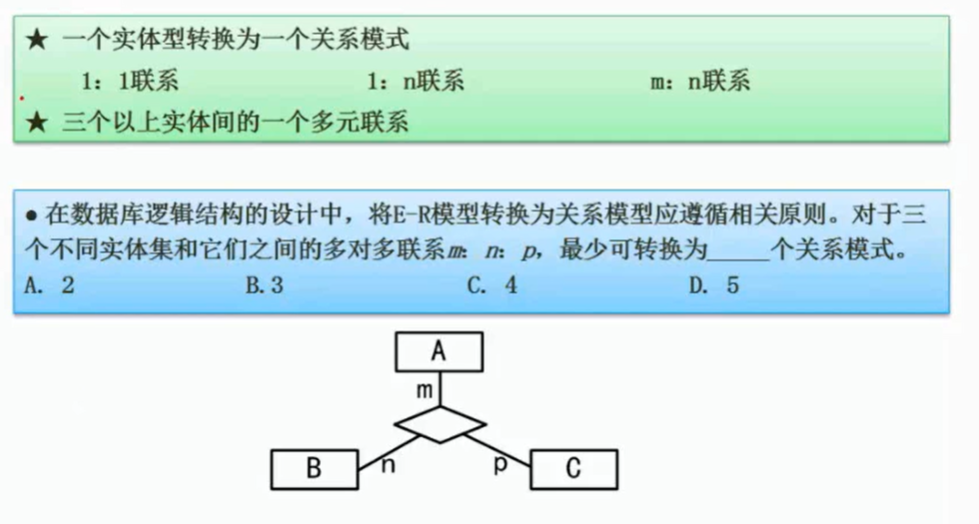 ★ 一个实体型转换为一个关系模式
1：1联系 1：n联系 m：n联系
★ 三个以上实体间的一个多元联系
● 在数据库逻辑结构的设计中，将E-R模型转换为关系模型应遵循相关原则。对于三
个不同实体集和它们之间的多对多联系m：n：p，最少可转换为_____个关系模式。
A. 2 B.3 C. 4 D. 5
A
m
B n p C